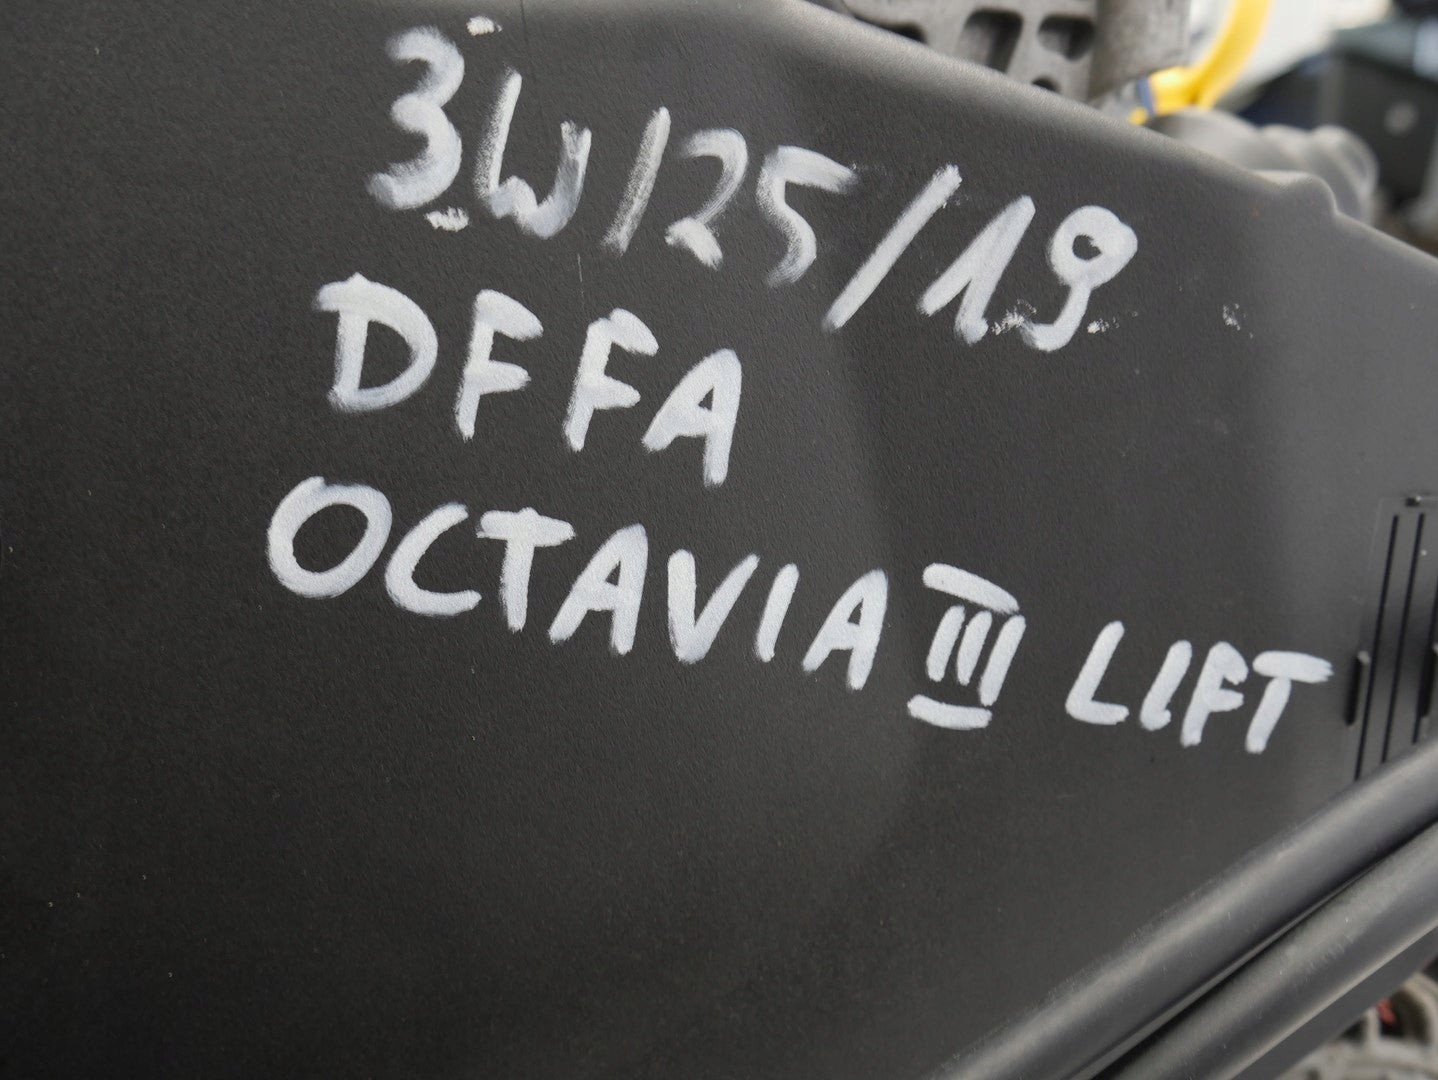 3W125/19
DFFA
OCTAVIA III LIFT